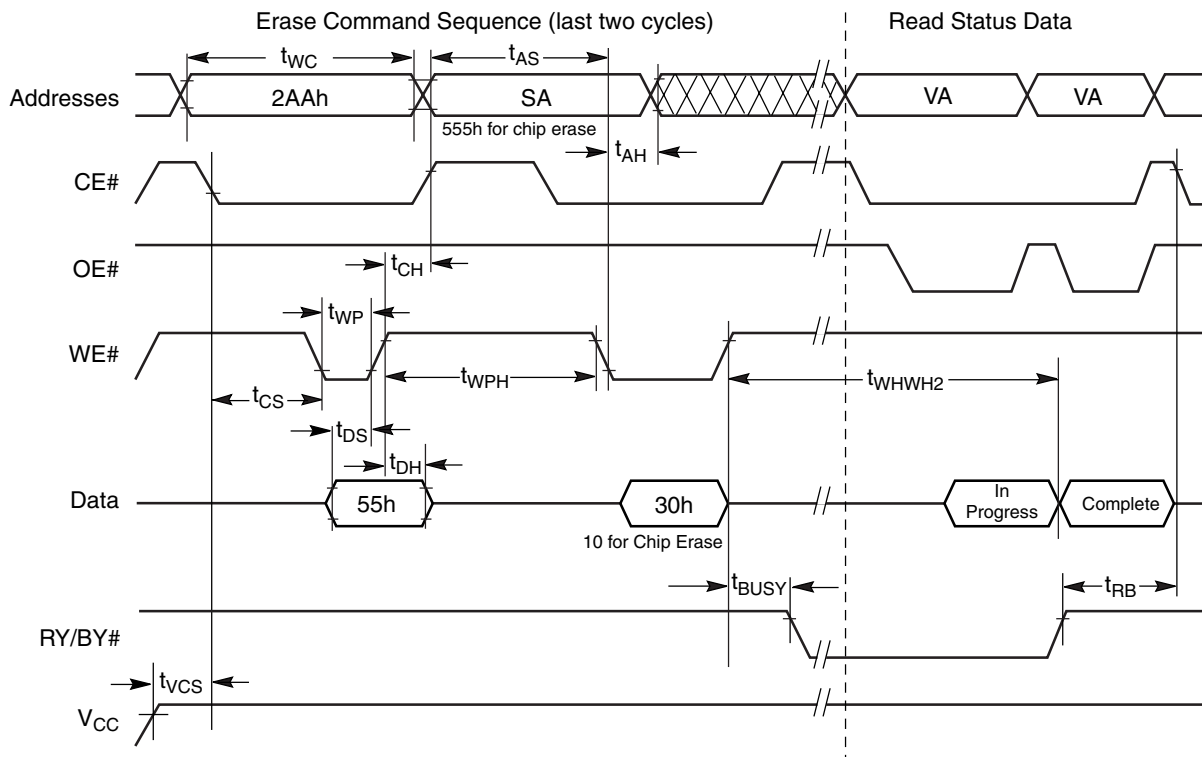 Erase Command Sequence (last two cycles)
Read Status Data
tWC
tAS
Addresses
2AAh
SA
VA
VA
555h for chip erase
tAH
CE#
OE#
tCH
tWP
WE#
tWPH
tWHWH2
tCS
tDS
tDH
Data
55h
30h
In
Progress
Complete
10 for Chip Erase
tBUSY
tRB
RY/BY#
tVCS
VCC